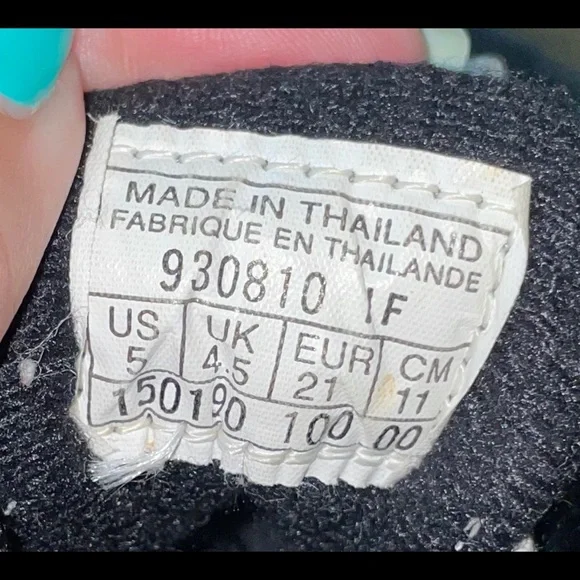 MADE IN THAILAND
FABRIQUE EN THAILANDE
930810 IF
US UK EUR CM
5 4.5 21 11
150190 100 00